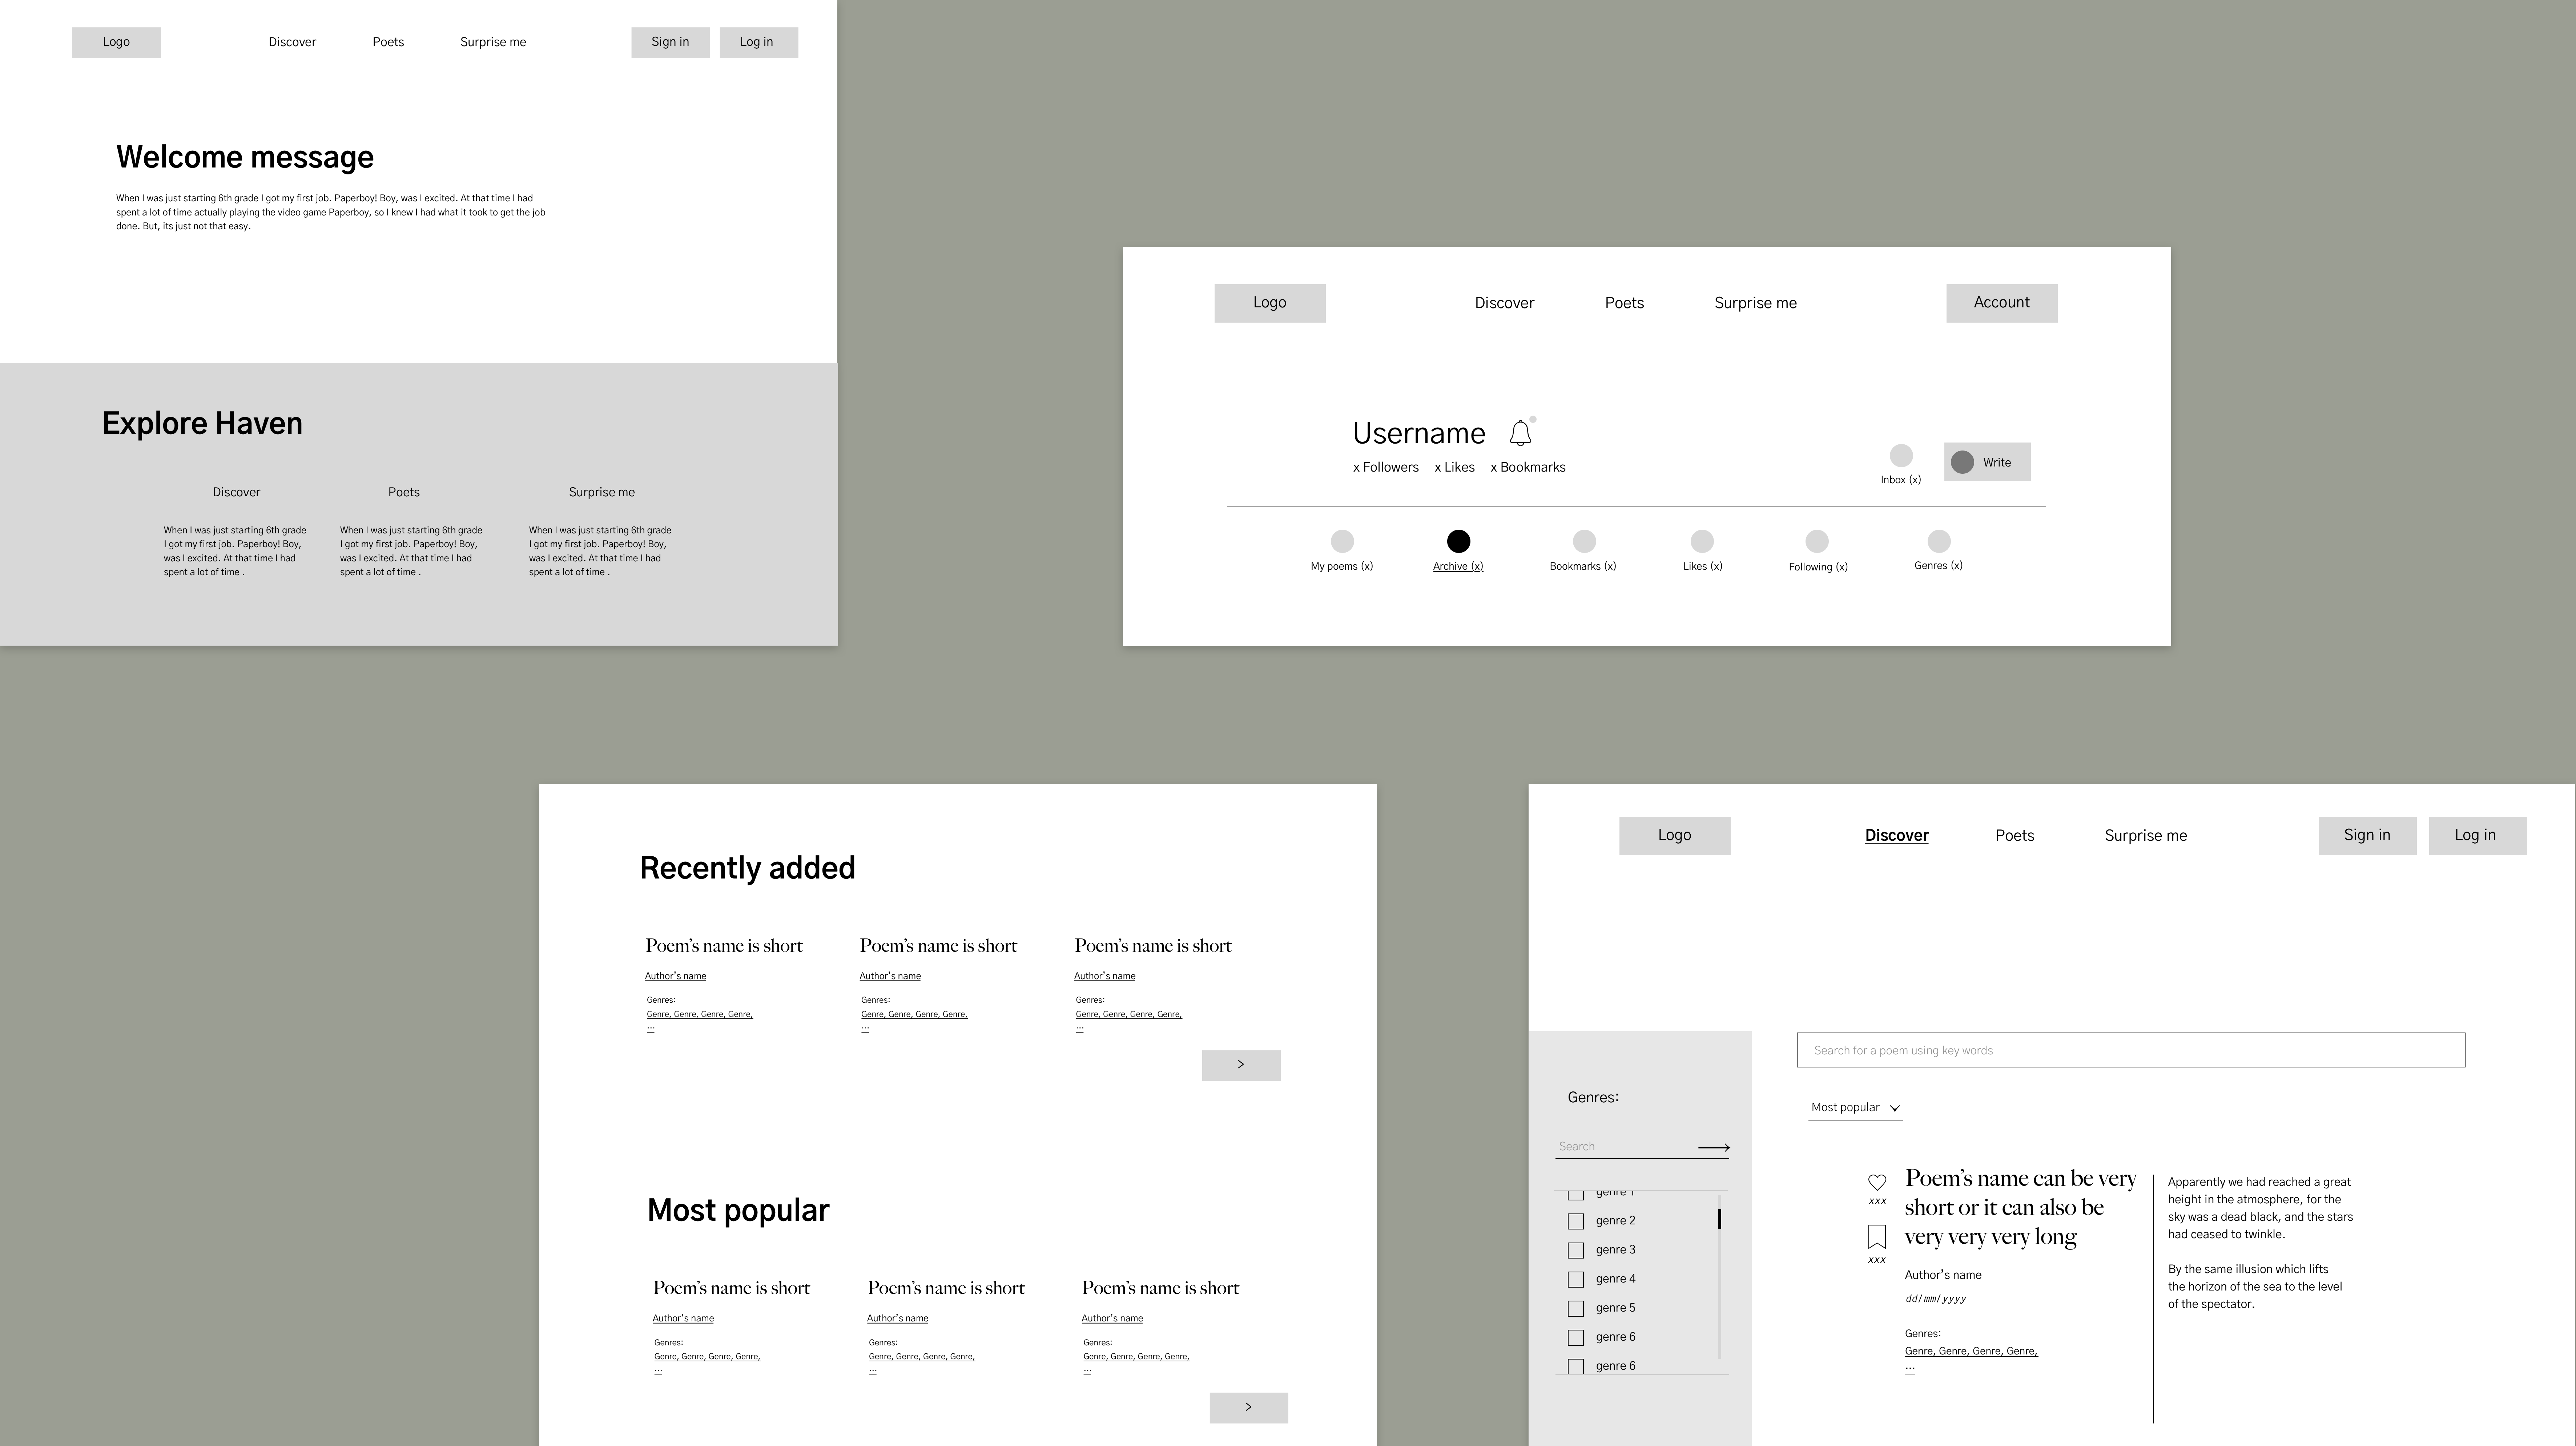 Logo
Discover
Poets
Surprise me
Sign in
Log in
Welcome message
When I was just starting 6th grade I got my first job. Paperboy! Boy, was I excited. At that time I had
spent a lot of time actually playing the video game Paperboy, so I knew I had what it took to get the job
done. But, its just not that easy.
Explore Haven
Discover
When I was just starting 6th grade
I got my first job. Paperboy! Boy,
was I excited. At that time I had
spent a lot of time .
Poets
When I was just starting 6th grade
I got my first job. Paperboy! Boy,
was I excited. At that time I had
spent a lot of time .
Surprise me
When I was just starting 6th grade
I got my first job. Paperboy! Boy,
was I excited. At that time I had
spent a lot of time .
Logo
Discover
Poets
Surprise me
Account
Username
x Followers
x Likes
x Bookmarks
Inbox (x)
Write
My poems (x)
Archive (x)
Bookmarks (x)
Likes (x)
Following (x)
Genres (x)
Recently added
Poem's name is short
Author's name
Genres:
Genre, Genre, Genre, Genre,
...
Poem's name is short
Author's name
Genres:
Genre, Genre, Genre, Genre,
...
Poem's name is short
Author's name
Genres:
Genre, Genre, Genre, Genre,
...
>
Most popular
Poem's name is short
Author's name
Genres:
Genre, Genre, Genre, Genre,
...
Poem's name is short
Author's name
Genres:
Genre, Genre, Genre, Genre,
...
Poem's name is short
Author's name
Genres:
Genre, Genre, Genre, Genre,
...
>
Logo
Discover
Poets
Surprise me
Sign in
Log in
Genres:
Search
genre 1
genre 2
genre 3
genre 4
genre 5
genre 6
genre 6
Search for a poem using key words
Most popular
xxx
xxx
Poem's name can be very
short or it can also be
very very very long
Author's name
dd/mm/yyyy
Genres:
Genre, Genre, Genre, Genre,
...
Apparently we had reached a great
height in the atmosphere, for the
sky was a dead black, and the stars
had ceased to twinkle.
By the same illusion which lifts
the horizon of the sea to the level
of the spectator.